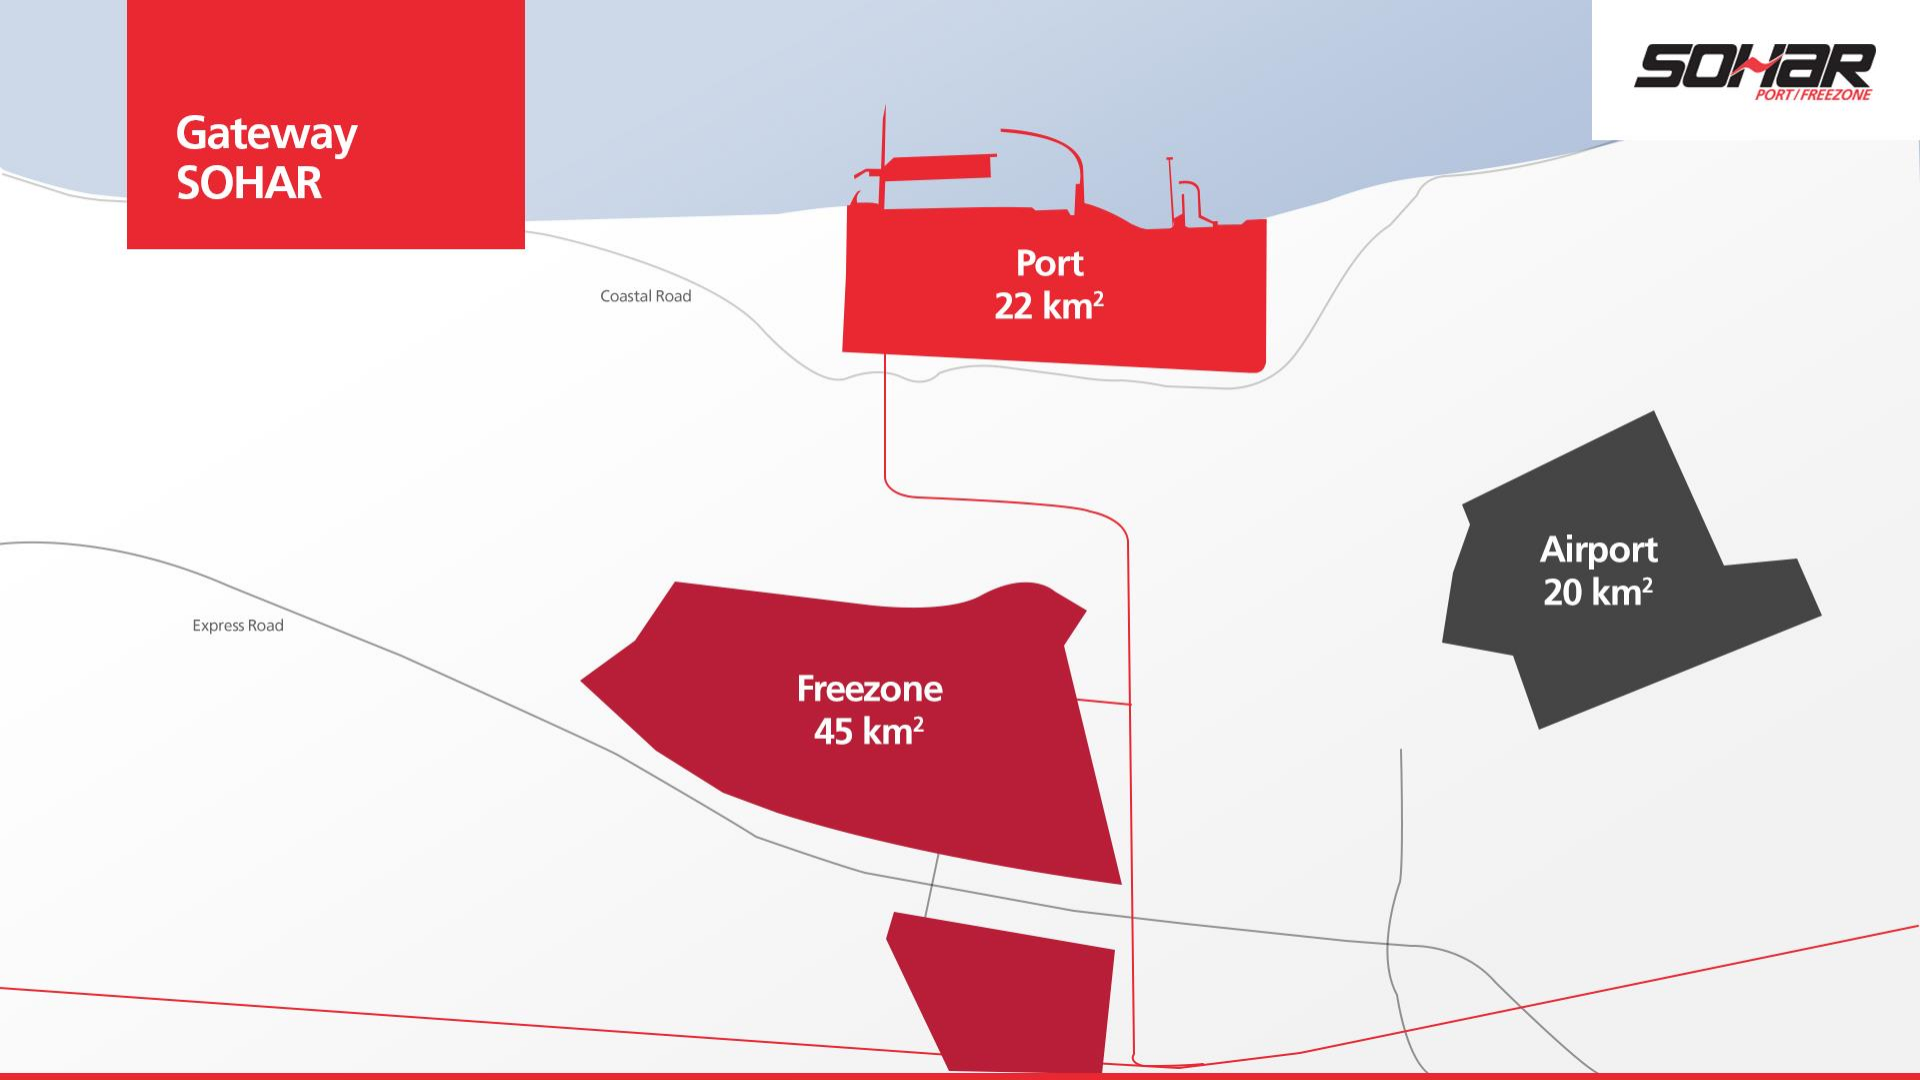 Gateway
SOHAR
SOHAR
PORT/FREEZONE
Port
22 km²
Coastal Road
Airport
20 km²
Express Road
Freezone
45 km²